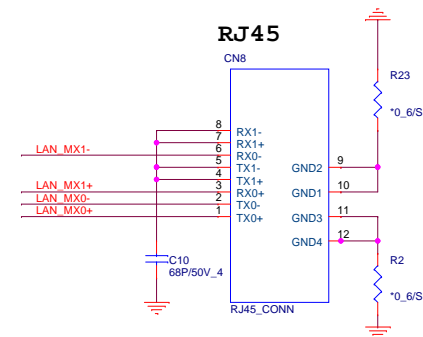 RJ45
CN8
R23
*0_6/S
8 RX1-
7 RX1+
LAN_MX1- 6 RX0-
5 TX1- GND2 9
4 TX1+
LAN_MX1+ 3 RX0+ GND1 10
LAN_MX0- 2 TX0-
LAN_MX0+ 1 TX0+ GND3 11
GND4 12
C10
68P/50V_4
R2
*0_6/S
RJ45_CONN